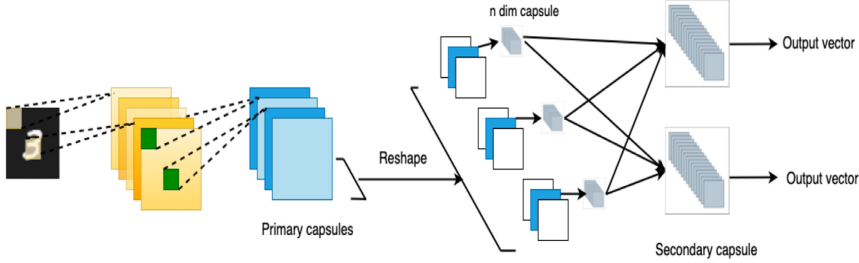 n dim capsule
Output vector
Reshape
Output vector
Primary capsules
Secondary capsule